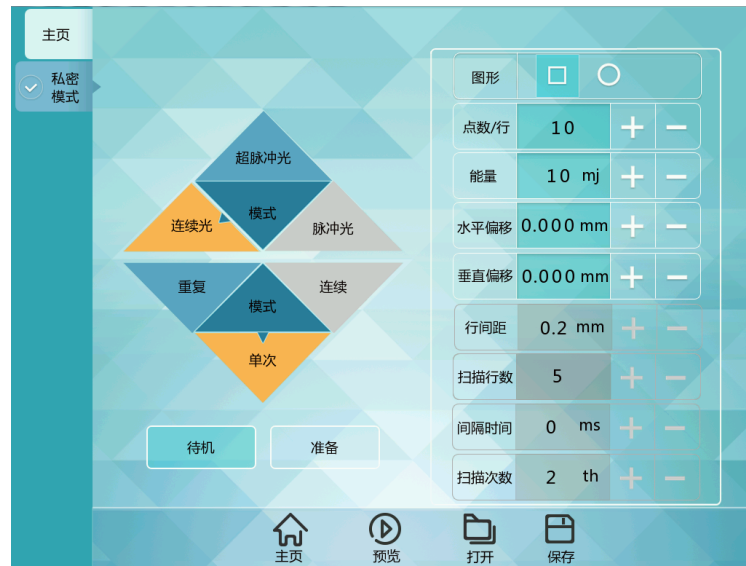 主页
私密
模式
超脉冲光
模式
连续光
脉冲光
重复
模式
连续
单次
待机
准备
图形
点数/行 10
能量 10 mj
水平偏移 0.000 mm
垂直偏移 0.000 mm
行间距 0.2 mm
扫描行数 5
间隔时间 0 ms
扫描次数 2 th
主页
预览
打开
保存